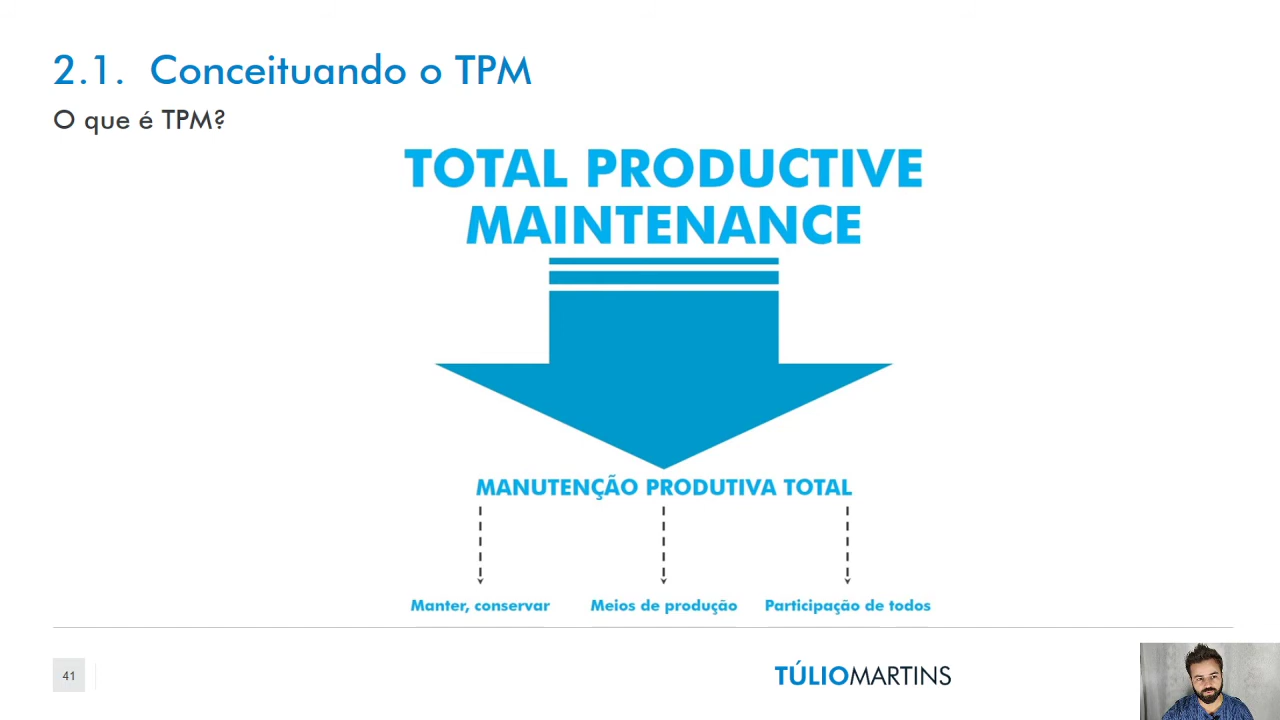 2.1. Conceituando o TPM
O que é TPM?
TOTAL PRODUCTIVE
MAINTENANCE
MANUTENÇÃO PRODUTIVA TOTAL
Manter, conservar
Meios de produção
Participação de todos
41
TÚLIOMARTINS